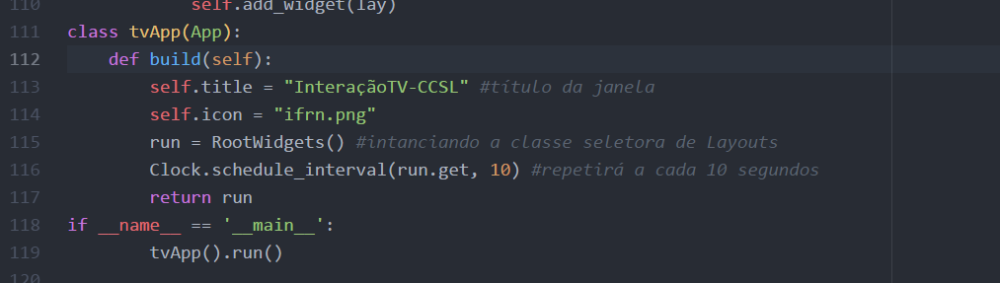 110 self.add_widget(lay)
111 class tvApp(App):
112 def build(self):
113 self.title = "InteraçãoTV-CCSL" #título da janela
114 self.icon = "ifrn.png"
115 run = RootWidgets() #intanciando a classe seletora de Layouts
116 Clock.schedule_interval(run.get, 10) #repetirá a cada 10 segundos
117 return run
118 if __name__ == '__main__':
119 tvApp().run()
120